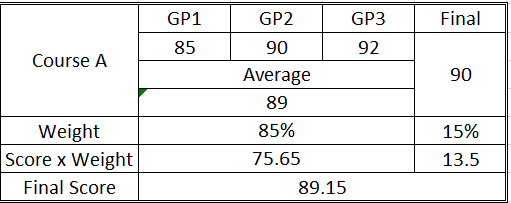 GP1 GP2 GP3 Final
85 90 92
Course A
Average
90
89
Weight 85% 15%
Score x Weight 75.65 13.5
Final Score 89.15